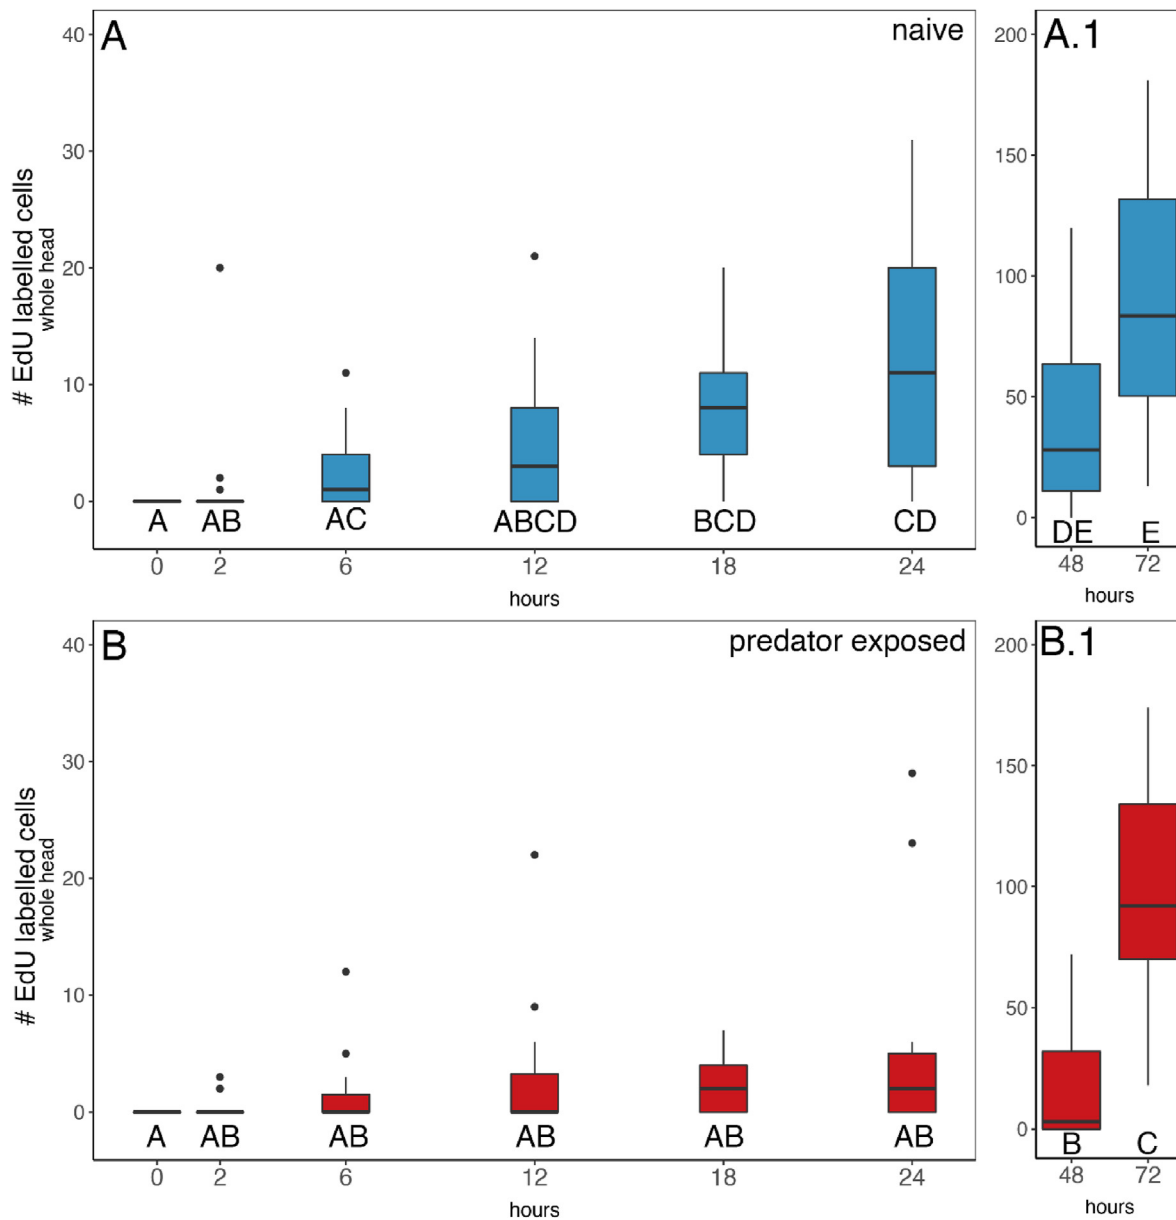 A
naive
A.1
40
30
20
10
0
# EdU labelled cells
whole head
A AB AC ABCD BCD CD
0 2 6 12 18 24
hours
200
150
100
50
0
DE E
48 72
hours
B
predator exposed
B.1
40
30
20
10
0
# EdU labelled cells
whole head
A AB AB AB AB AB
0 2 6 12 18 24
hours
200
150
100
50
0
B C
48 72
hours